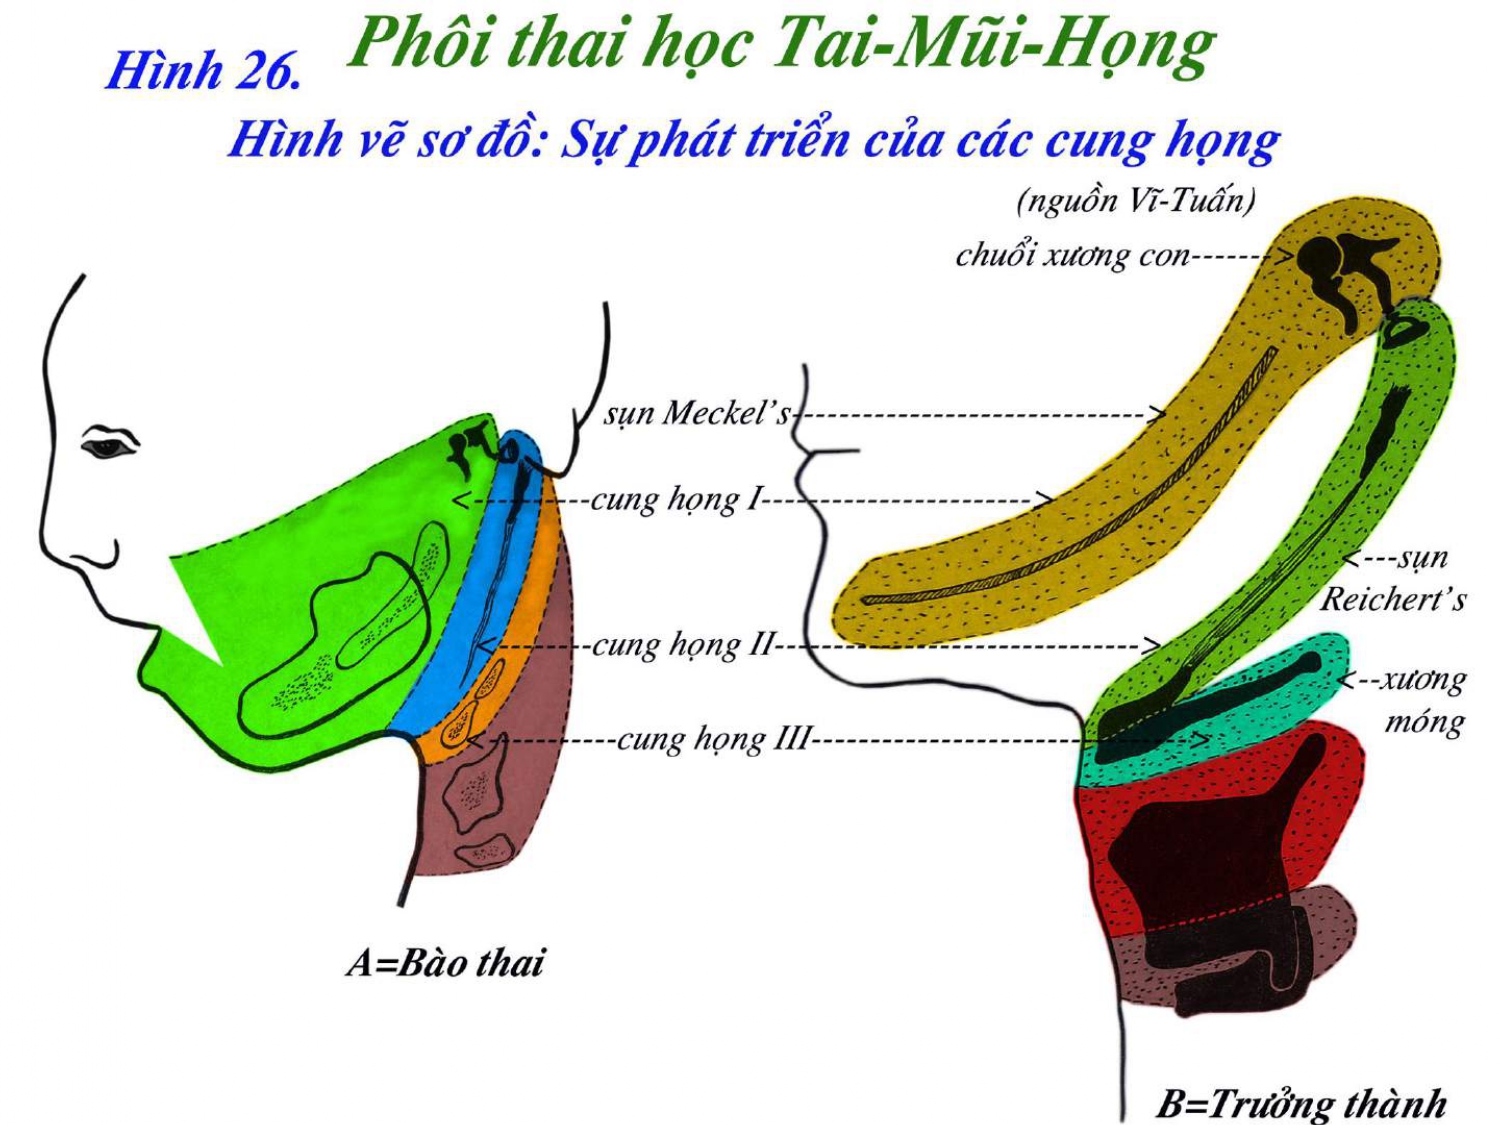 Phôi thai học Tai-Mũi-Họng
Hình 26.
Hình vẽ sơ đồ: Sự phát triển của các cung họng
(nguồn Vĩ-Tuấn)
chuổi xương con------->
sụn Meckel's------------------------------>
<---------cung họng I----------------------->
<---sụn
Reichert's
<---------cung họng II------------------------------>
<--xương
móng
<-----------cung họng III-------------------------------->
A=Bào thai
B=Trưởng thành